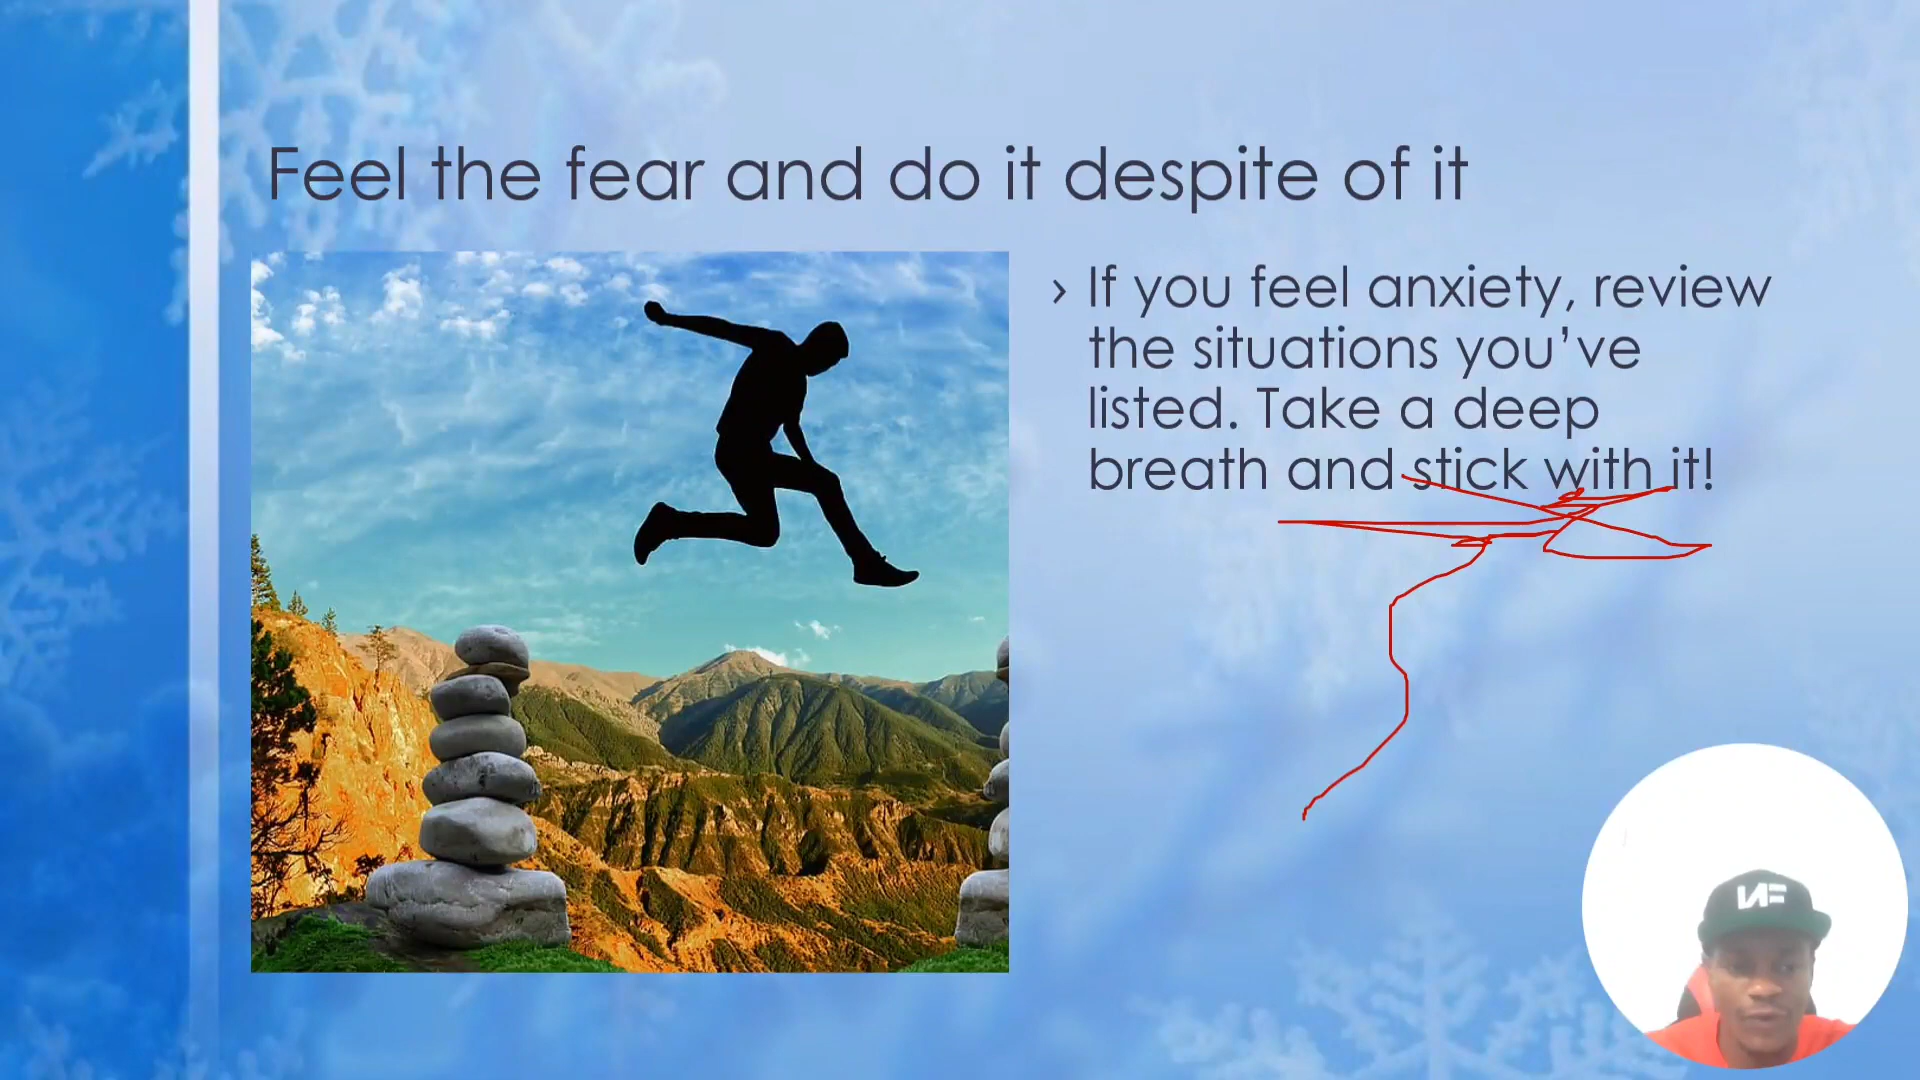 Feel the fear and do it despite of it
› If you feel anxiety, review
the situations you’ve
listed. Take a deep
breath and stick with it!
NF